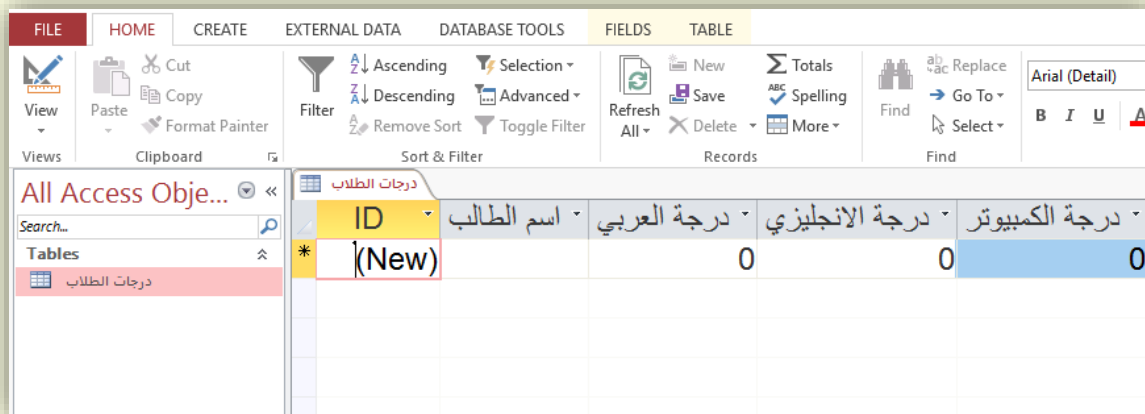 FILE HOME CREATE EXTERNAL DATA DATABASE TOOLS FIELDS TABLE
View
Paste
Cut
Copy
Format Painter
Filter
Ascending
Descending
Remove Sort
Selection
Advanced
Toggle Filter
Refresh
All
New
Save
Delete
Totals
Spelling
More
Find
Replace
Go To
Select
Arial (Detail)
B I U A
Views Clipboard Sort & Filter Records Find
All Access Obje...
Search...
Tables
درجات الطلاب
درجات الطلاب
ID اسم الطالب درجة العربي درجة الانجليزي درجة الكمبيوتر
* (New) 0 0 0